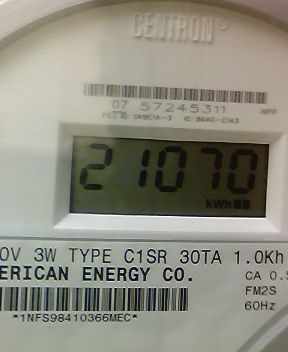 CENTRON
07 57245311 HPP
21070
kWh
0V 3W TYPE C1SR 30TA 1.0Kh
ERICAN ENERGY CO. CA 0.5
FM2S
60Hz
*1NFS98410366MEC*